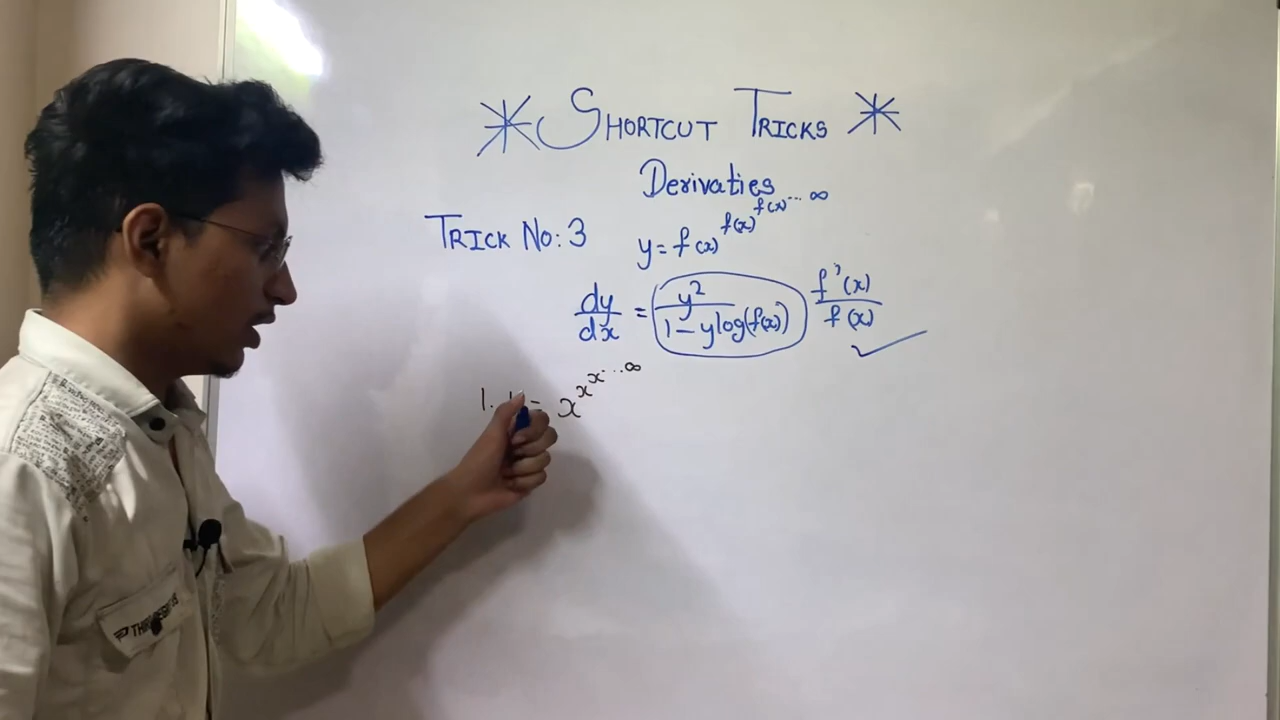 * SHORTCUT TRICKS *
Derivaties
TRICK NO: 3 y = f(x)^f(x)^f(x)^...∞
dy/dx = y²/(1 - y log(f(x))) f'(x)/f(x) ✓
1. = x^x^x^...∞